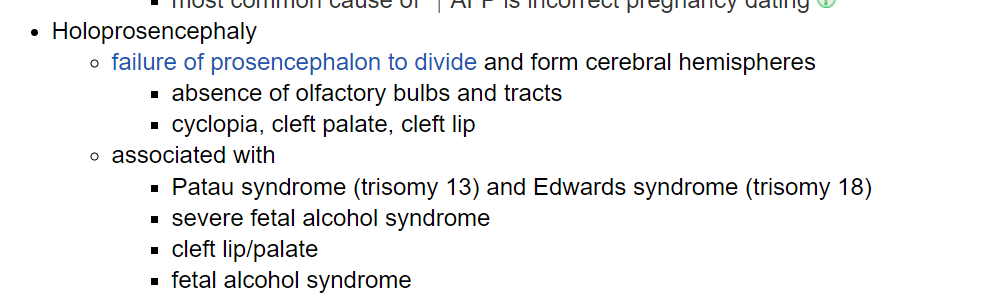 most common cause of ↑ AFP is incorrect pregnancy dating
Holoprosencephaly
failure of prosencephalon to divide and form cerebral hemispheres
absence of olfactory bulbs and tracts
cyclopia, cleft palate, cleft lip
associated with
Patau syndrome (trisomy 13) and Edwards syndrome (trisomy 18)
severe fetal alcohol syndrome
cleft lip/palate
fetal alcohol syndrome